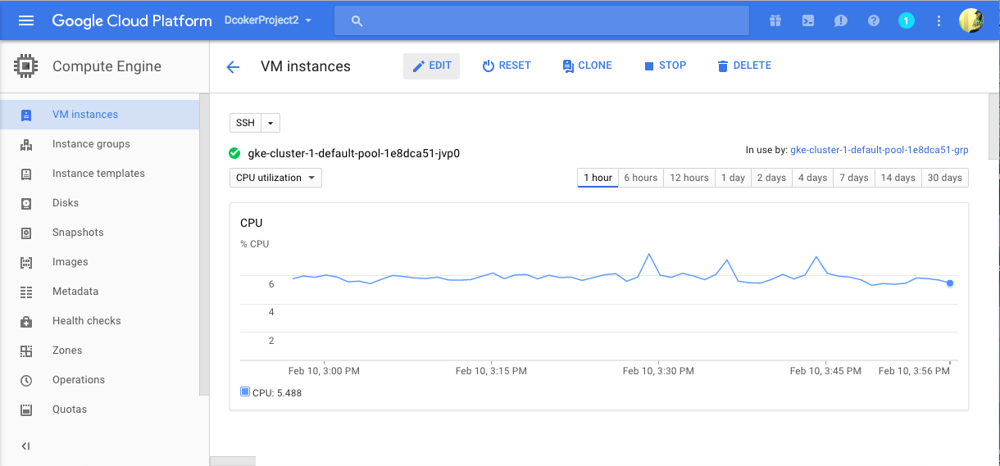 Google Cloud Platform DcokerProject2 1
Compute Engine
VM instances EDIT RESET CLONE STOP DELETE
VM instances
Instance groups
Instance templates
Disks
Snapshots
Images
Metadata
Health checks
Zones
Operations
Quotas
SSH
gke-cluster-1-default-pool-1e8dca51-jvp0
In use by: gke-cluster-1-default-pool-1e8dca51-grp
CPU utilization
1 hour 6 hours 12 hours 1 day 2 days 4 days 7 days 14 days 30 days
CPU
% CPU
6
4
2
Feb 10, 3:00 PM Feb 10, 3:15 PM Feb 10, 3:30 PM Feb 10, 3:45 PM Feb 10, 3:56 PM
CPU: 5.488